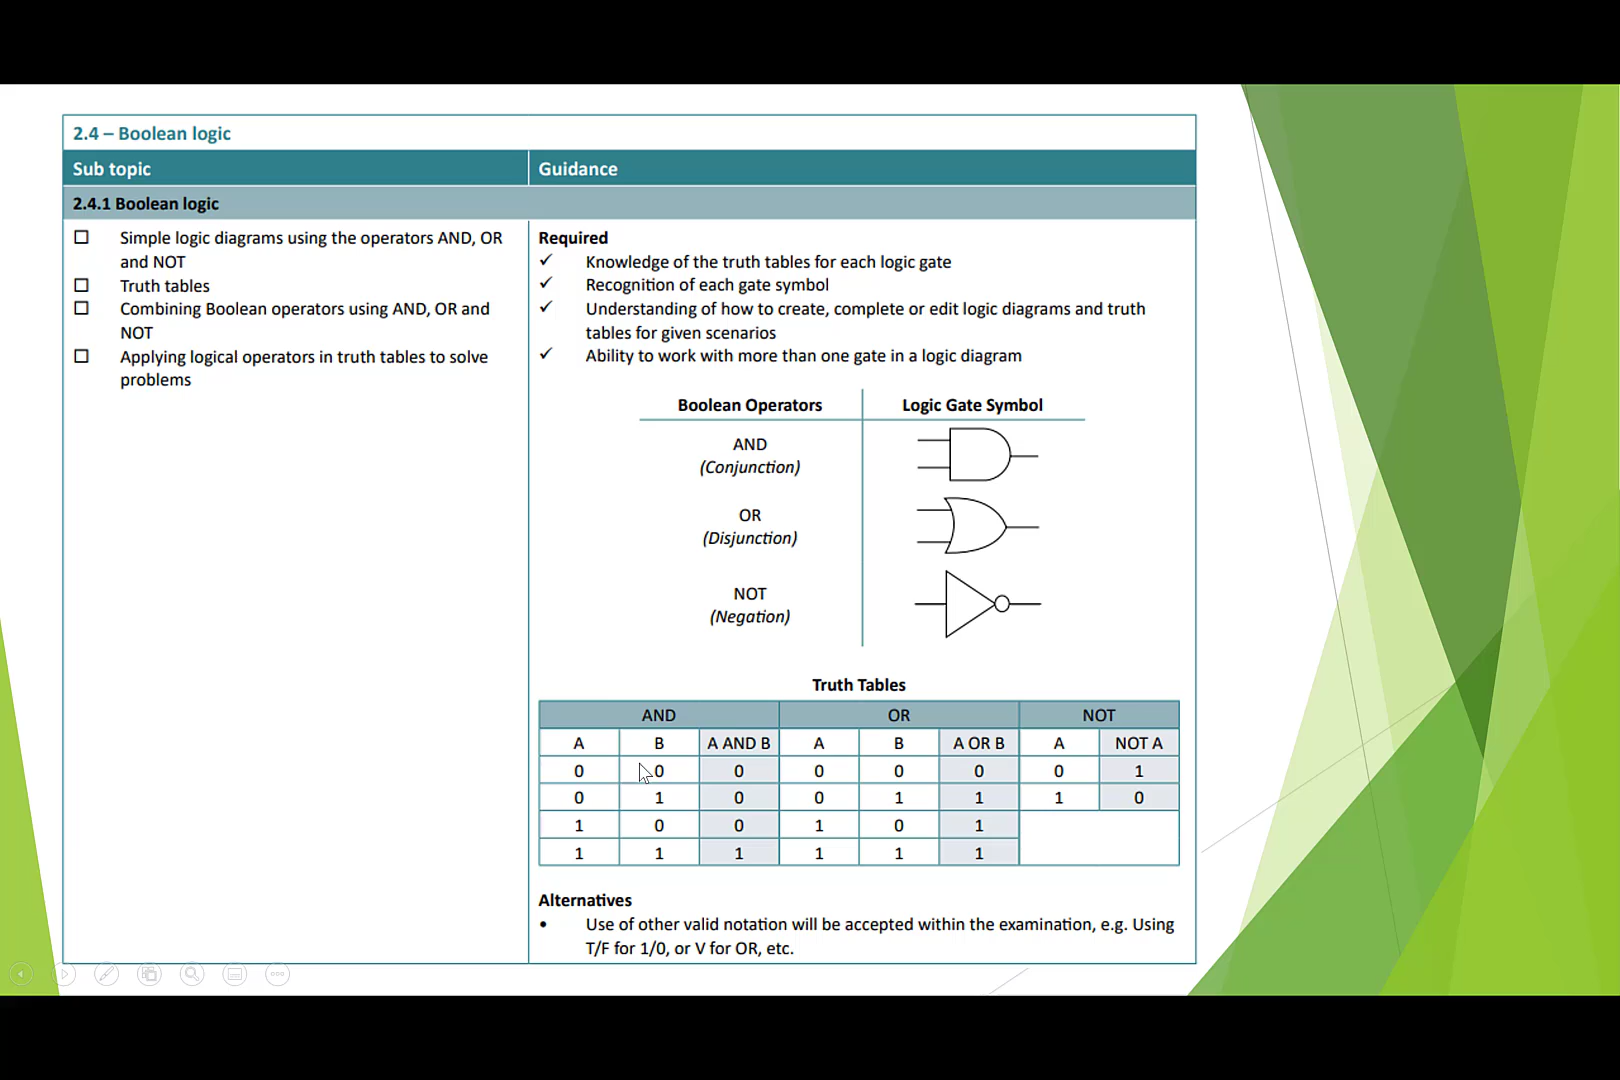 2.4 – Boolean logic
Sub topic
Guidance
2.4.1 Boolean logic
Simple logic diagrams using the operators AND, OR
and NOT
Truth tables
Combining Boolean operators using AND, OR and
NOT
Applying logical operators in truth tables to solve
problems
Required
Knowledge of the truth tables for each logic gate
Recognition of each gate symbol
Understanding of how to create, complete or edit logic diagrams and truth
tables for given scenarios
Ability to work with more than one gate in a logic diagram
Boolean Operators Logic Gate Symbol
AND
(Conjunction)
OR
(Disjunction)
NOT
(Negation)
Truth Tables
AND OR NOT
A B A AND B A B A OR B A NOT A
0 0 0 0 0 0 0 1
0 1 0 0 1 1 1 0
1 0 0 1 0 1
1 1 1 1 1 1
Alternatives
• Use of other valid notation will be accepted within the examination, e.g. Using
T/F for 1/0, or V for OR, etc.